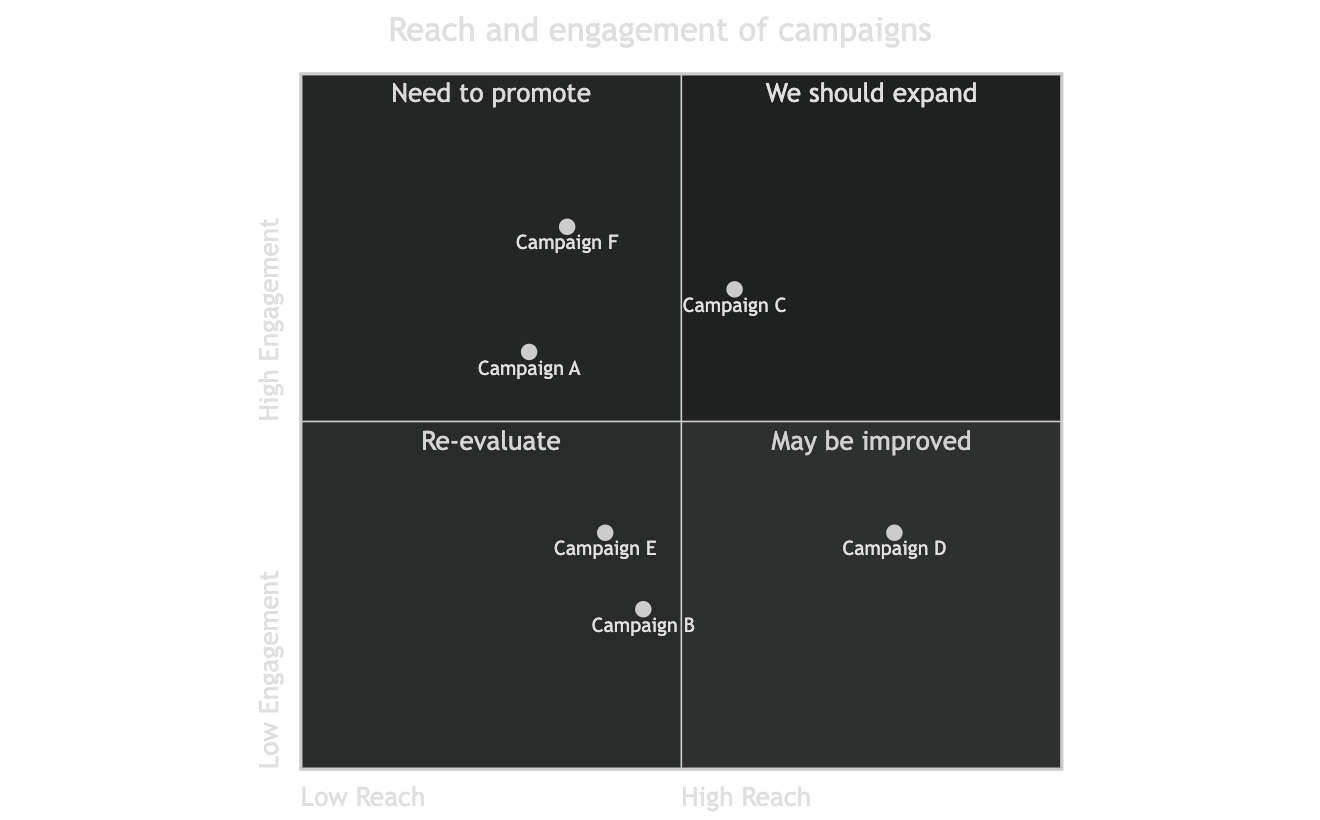 Reach and engagement of campaigns
Need to promote
We should expand
Campaign F
Campaign C
Campaign A
High Engagement
Re-evaluate
May be improved
Campaign E
Campaign D
Campaign B
Low Engagement
Low Reach
High Reach